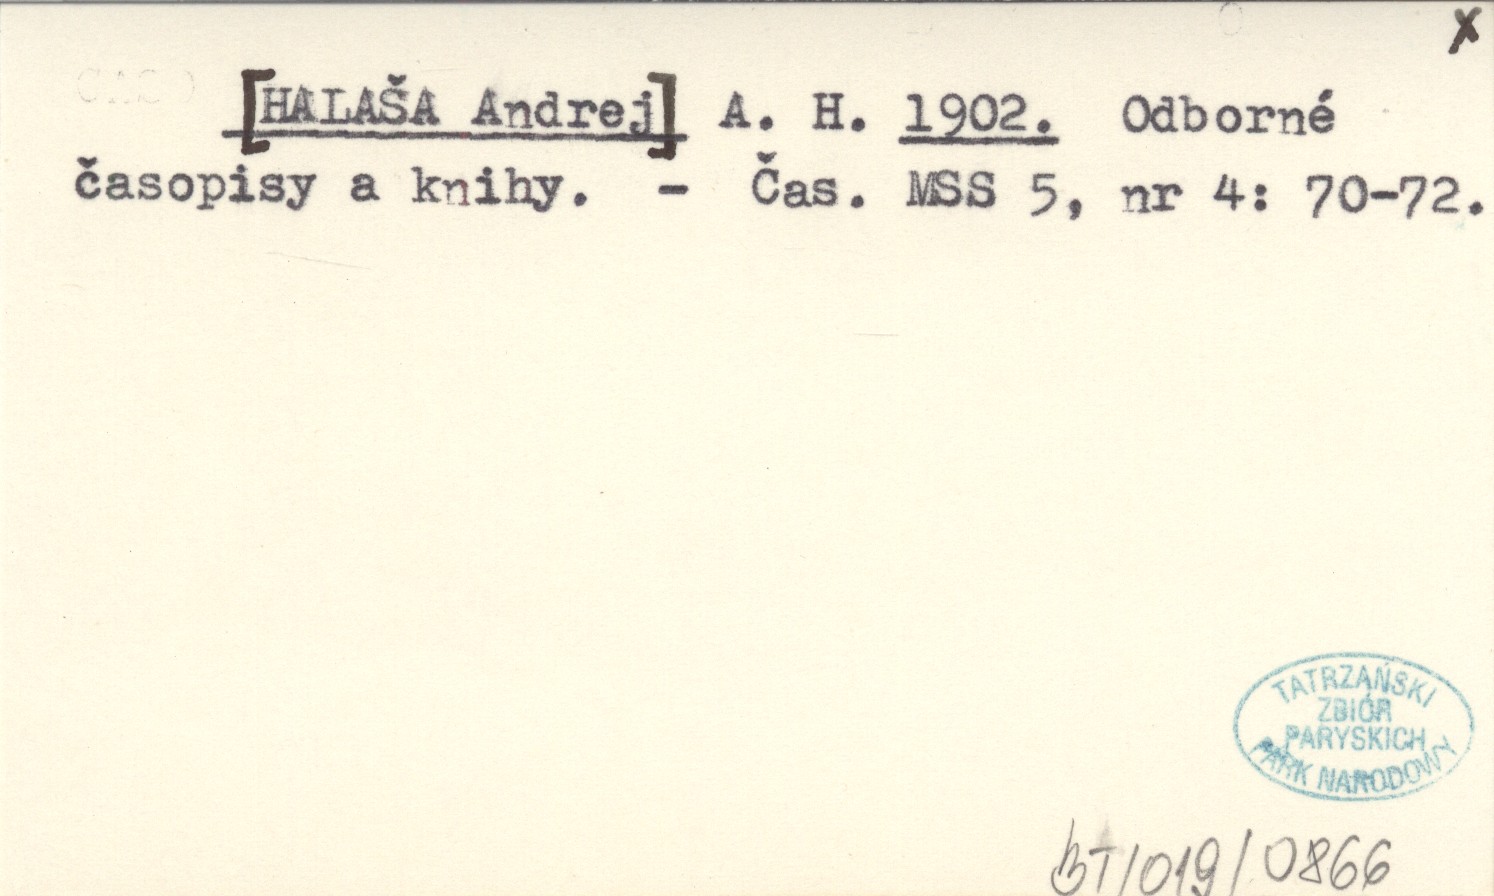 x
[HALAŠA Andrej] A. H. 1902. Odborné
časopisy a knihy. - Čas. MSS 5, nr 4: 70-72.
TATRZAŃSKI
ZBIÓR
PARYSKICH
PARK NARODOWY
BT/019/0866